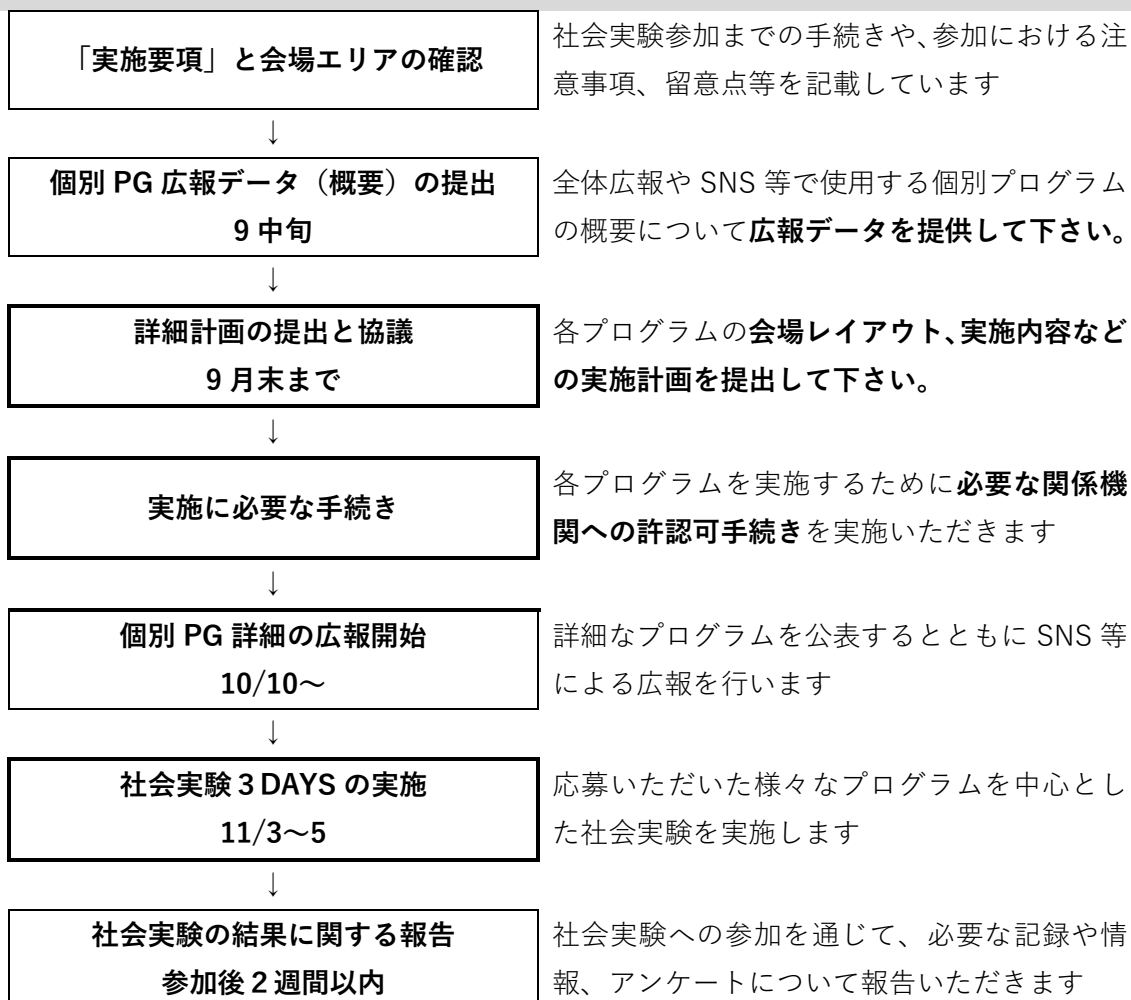 「実施要項」と会場エリアの確認
社会実験参加までの手続きや、参加における注
意事項、留意点等を記載しています
↓
個別 PG 広報データ（概要）の提出
9 中旬
全体広報や SNS 等で使用する個別プログラム
の概要について広報データを提供して下さい。
↓
詳細計画の提出と協議
9 月末まで
各プログラムの会場レイアウト、実施内容など
の実施計画を提出して下さい。
↓
実施に必要な手続き
各プログラムを実施するために必要な関係機
関への許認可手続きを実施いただきます
↓
個別 PG 詳細の広報開始
10/10～
詳細なプログラムを公表するとともに SNS 等
による広報を行います
↓
社会実験３DAYS の実施
11/3～5
応募いただいた様々なプログラムを中心とし
た社会実験を実施します
↓
社会実験の結果に関する報告
参加後２週間以内
社会実験への参加を通じて、必要な記録や情
報、アンケートについて報告いただきます